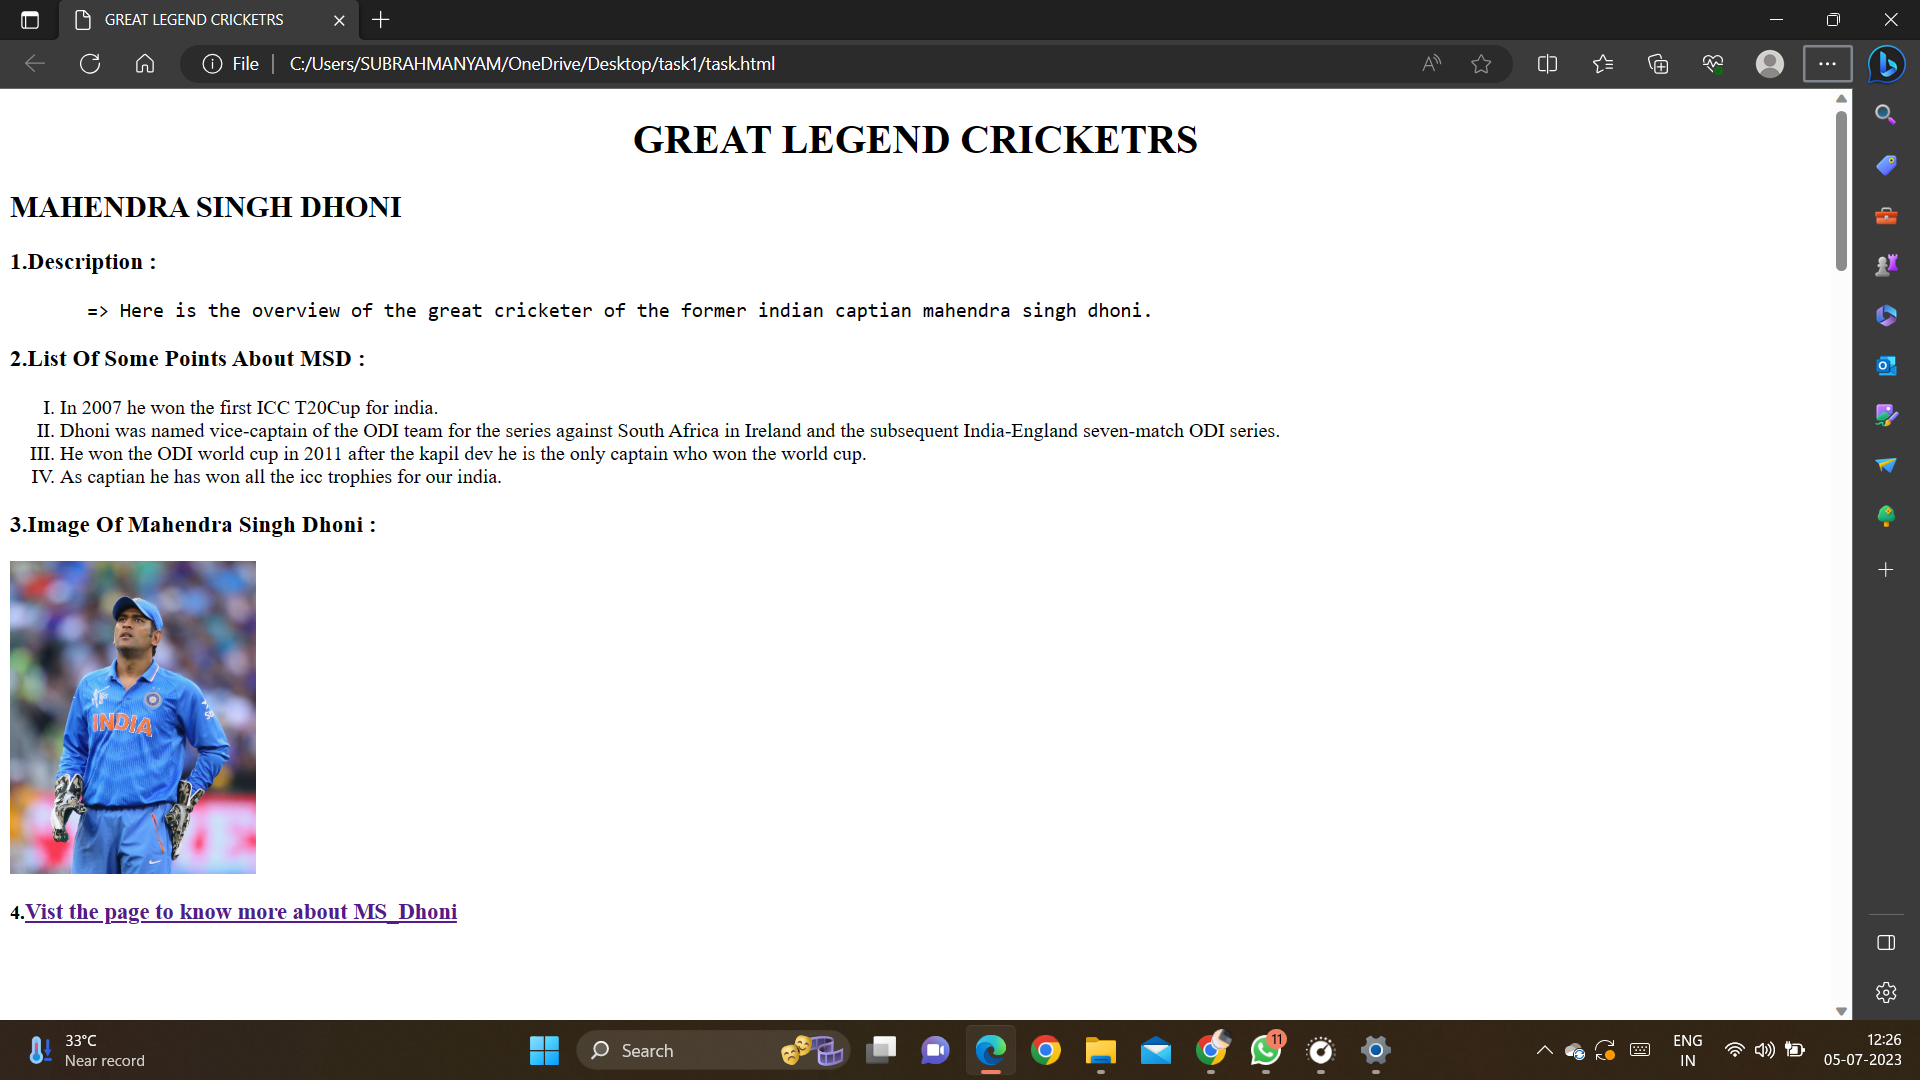 GREAT LEGEND CRICKETRS
File
C:/Users/SUBRAHMANYAM/OneDrive/Desktop/task1/task.html
GREAT LEGEND CRICKETRS
MAHENDRA SINGH DHONI
1.Description :
=> Here is the overview of the great cricketer of the former indian captian mahendra singh dhoni.
2.List Of Some Points About MSD :
I. In 2007 he won the first ICC T20Cup for india.
II. Dhoni was named vice-captain of the ODI team for the series against South Africa in Ireland and the subsequent India-England seven-match ODI series.
III. He won the ODI world cup in 2011 after the kapil dev he is the only captain who won the world cup.
IV. As captian he has won all the icc trophies for our india.
3.Image Of Mahendra Singh Dhoni :
INDIA
4.Vist the page to know more about MS_Dhoni
33°C
Near record
Search
11
ENG
IN
12:26
05-07-2023